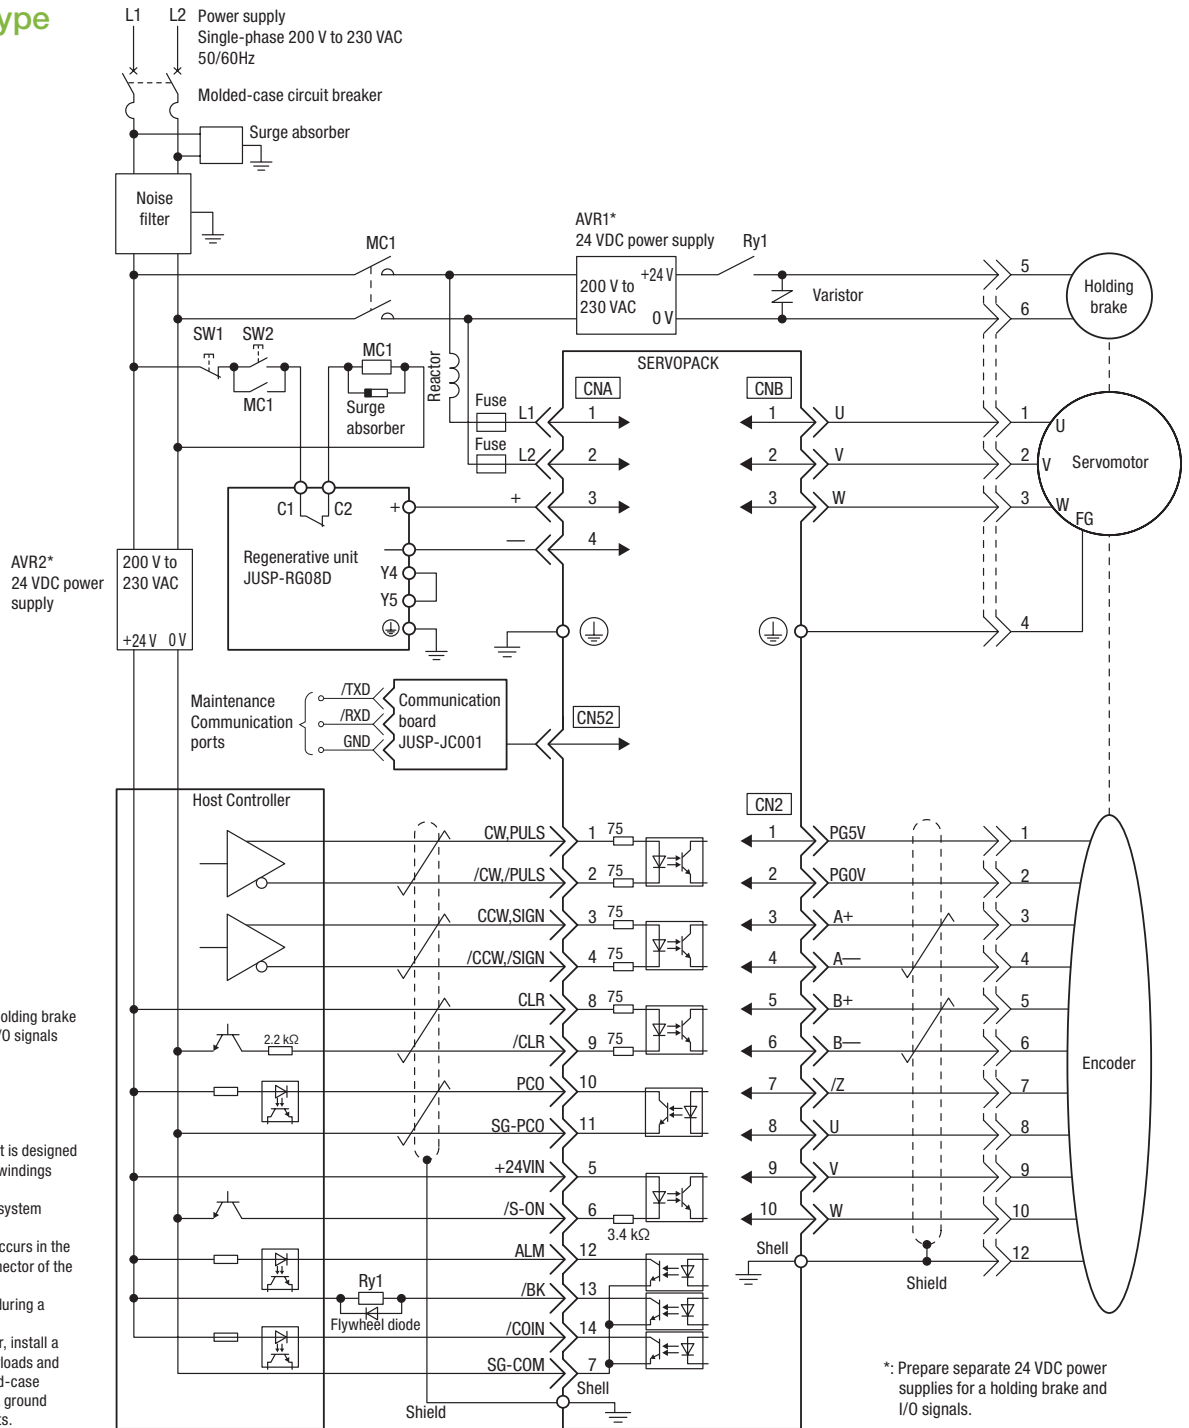 ype
L1 L2 Power supply
Single-phase 200 V to 230 VAC
50/60Hz
Molded-case circuit breaker
Surge absorber
Noise
filter
AVR1*
24 VDC power supply
Ry1
MC1
+24 V
200 V to
230 VAC
0 V
Varistor
5
6
Holding
brake
SW1 SW2
MC1
MC1
Surge
absorber
Reactor
SERVOPACK
CNA
CNB
Fuse
L1
1
1
U
1
U
Fuse
L2
2
2
V
2
V
Servomotor
+
3
3
W
3
W
FG
—
4
C1 C2
+
—
Regenerative unit
JUSP-RG08D
Y4
Y5
4
AVR2*
24 VDC power
supply
200 V to
230 VAC
+24 V 0 V
Maintenance
Communication
ports
/TXD
/RXD
GND
Communication
board
JUSP-JC001
CN52
Host Controller
CN2
CW,PULS 1 75
/CW,/PULS 2 75
CCW,SIGN 3 75
/CCW,/SIGN 4 75
CLR 8 75
2.2 kΩ
/CLR 9 75
PCO 10
SG-PCO 11
+24VIN 5
/S-ON 6
3.4 kΩ
ALM 12
Ry1
/BK 13
Flywheel diode
/COIN 14
SG-COM 7
Shell
Shield
1 PG5V 1
2 PG0V 2
3 A+ 3
4 A— 4
5 B+ 5
6 B— 6
7 /Z 7
8 U 8
9 V 9
10 W 10
Shell
12
Shield
Encoder
olding brake
/O signals
t is designed
windings
system
ccurs in the
nector of the
during a
r, install a
rloads and
d-case
ground
ts.
*: Prepare separate 24 VDC power
supplies for a holding brake and
I/O signals.